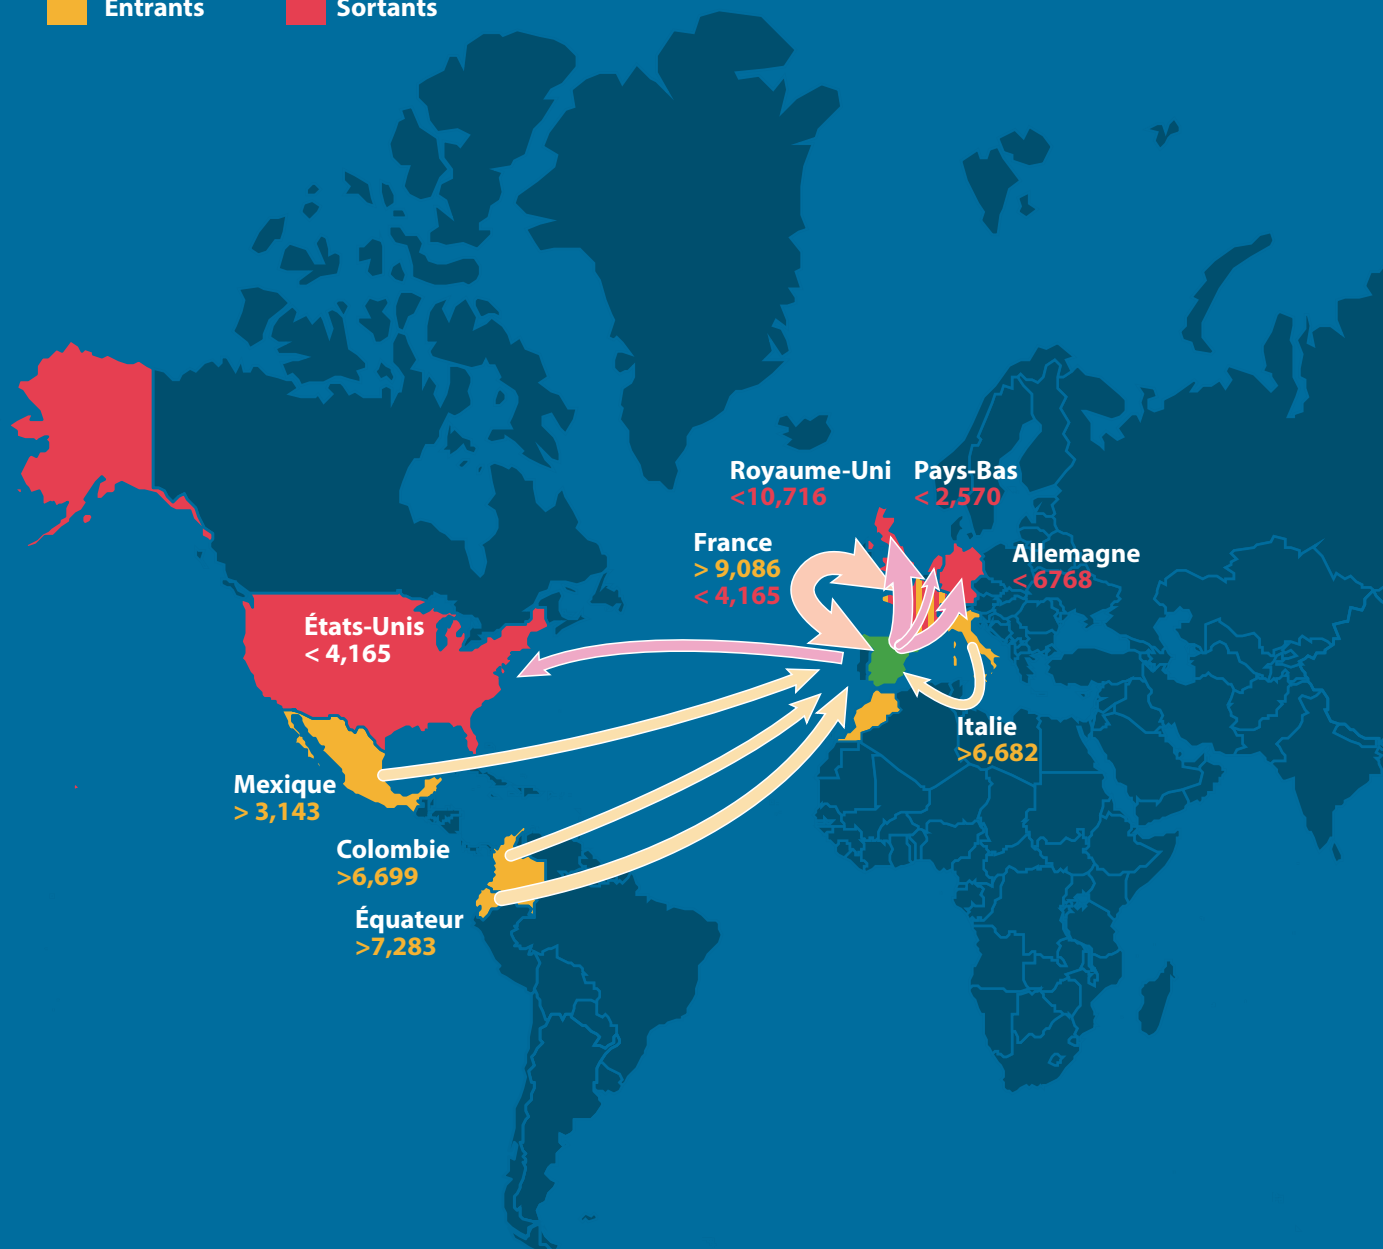 Entrants
Sortants
Royaume-Uni
<10,716
Pays-Bas
< 2,570
France
> 9,086
< 4,165
Allemagne
< 6768
États-Unis
< 4,165
Italie
>6,682
Mexique
> 3,143
Colombie
>6,699
Équateur
>7,283